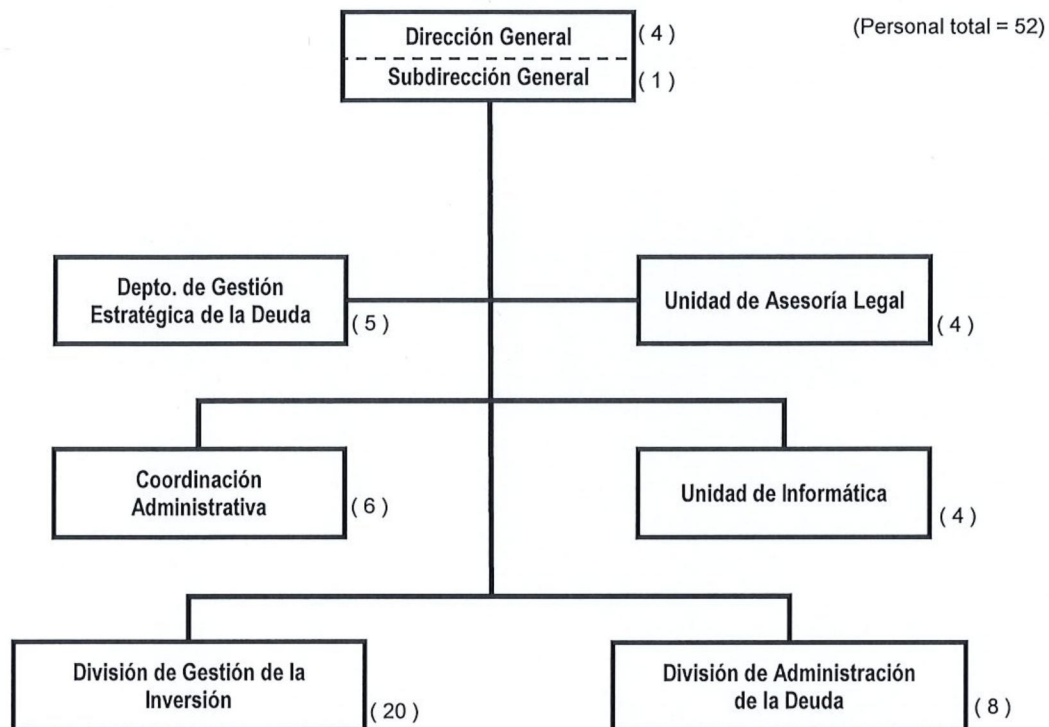 Dirección General
( 4 )
(Personal total = 52)
Subdirección General
( 1 )
Depto. de Gestión
Estratégica de la Deuda
( 5 )
Unidad de Asesoría Legal
( 4 )
Coordinación
Administrativa
( 6 )
Unidad de Informática
( 4 )
División de Gestión de la
Inversión
( 20 )
División de Administración
de la Deuda
( 8 )